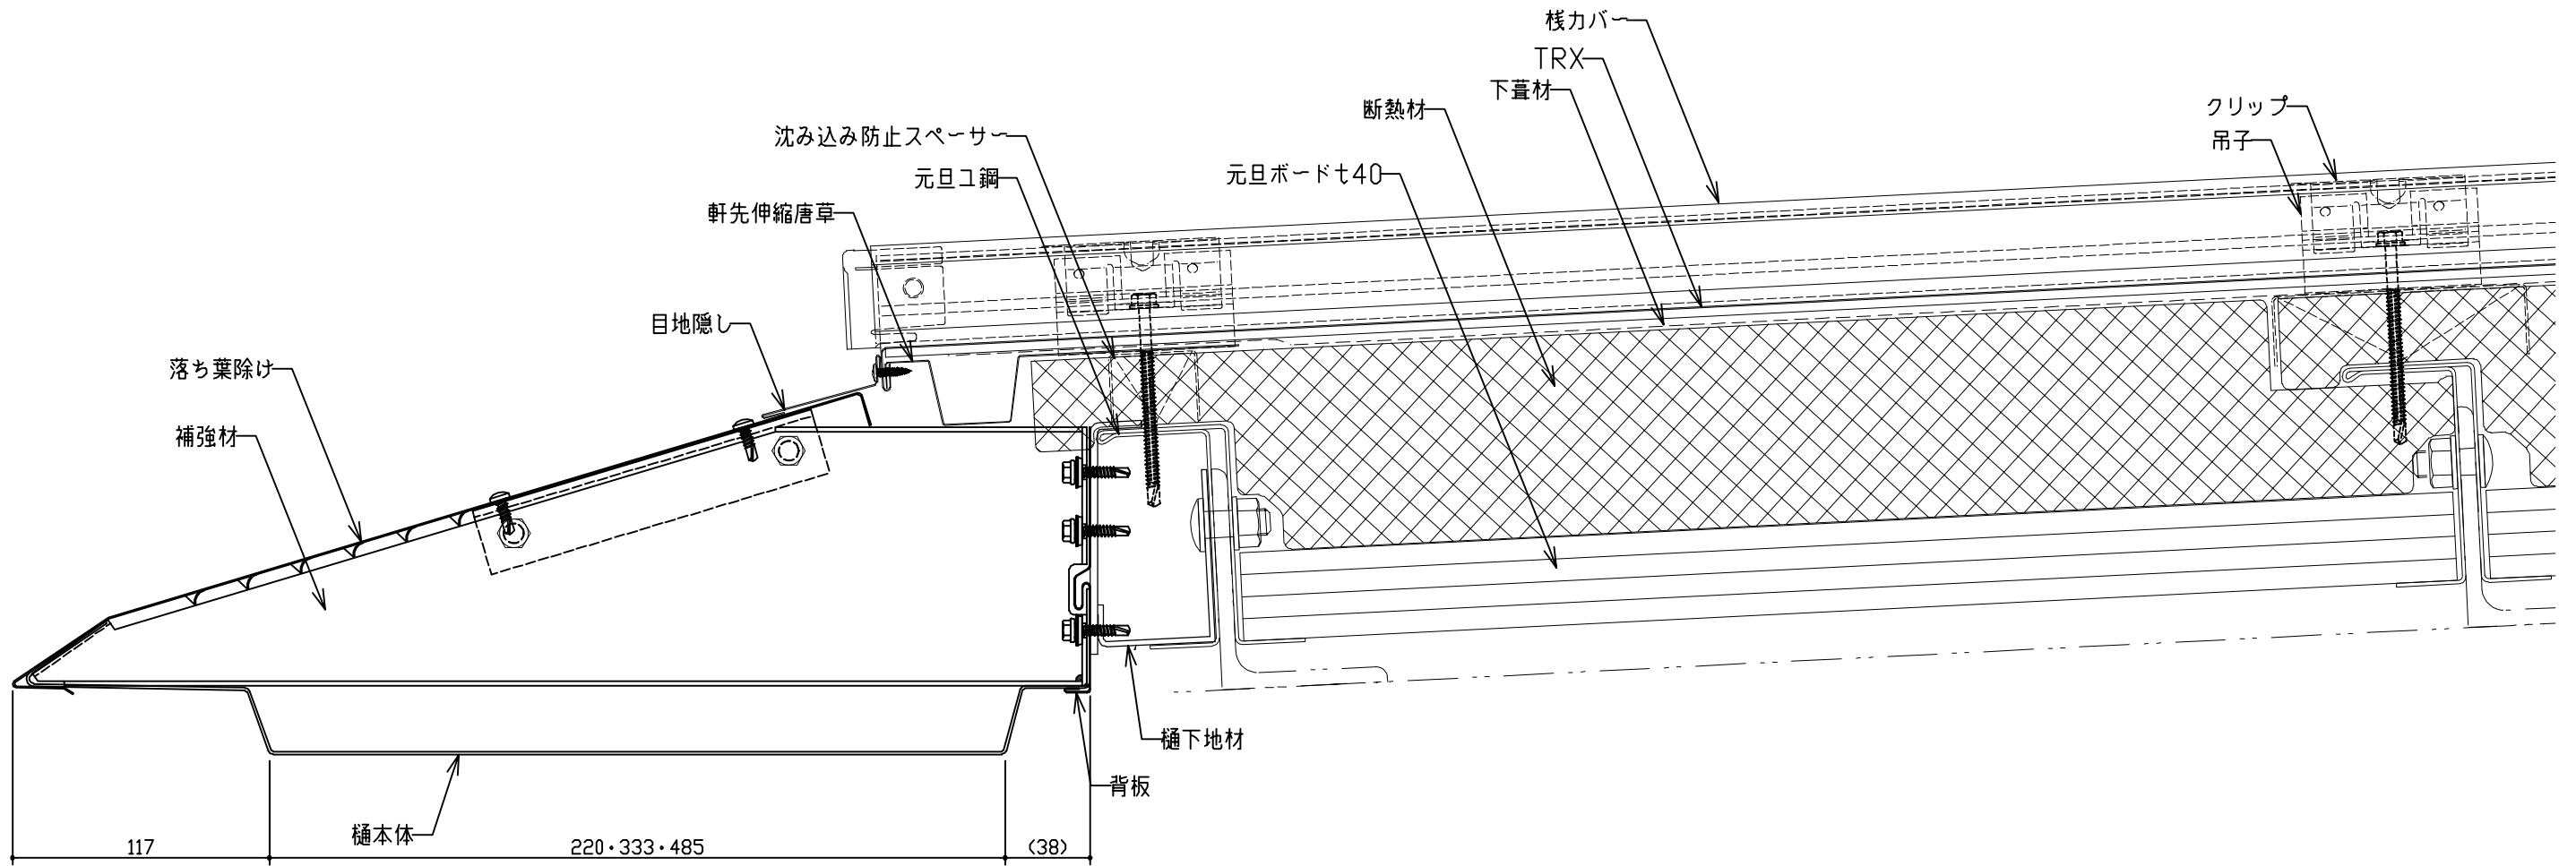 桟カバー
TRX
下葺材
断熱材
クリップ
吊子
沈み込み防止スペーサー
元旦ユ鋼
元旦ボードt40
軒先伸縮唐草
目地隠し
落ち葉除け
補強材
樋下地材
背板
樋本体
117
220・333・485
(38)